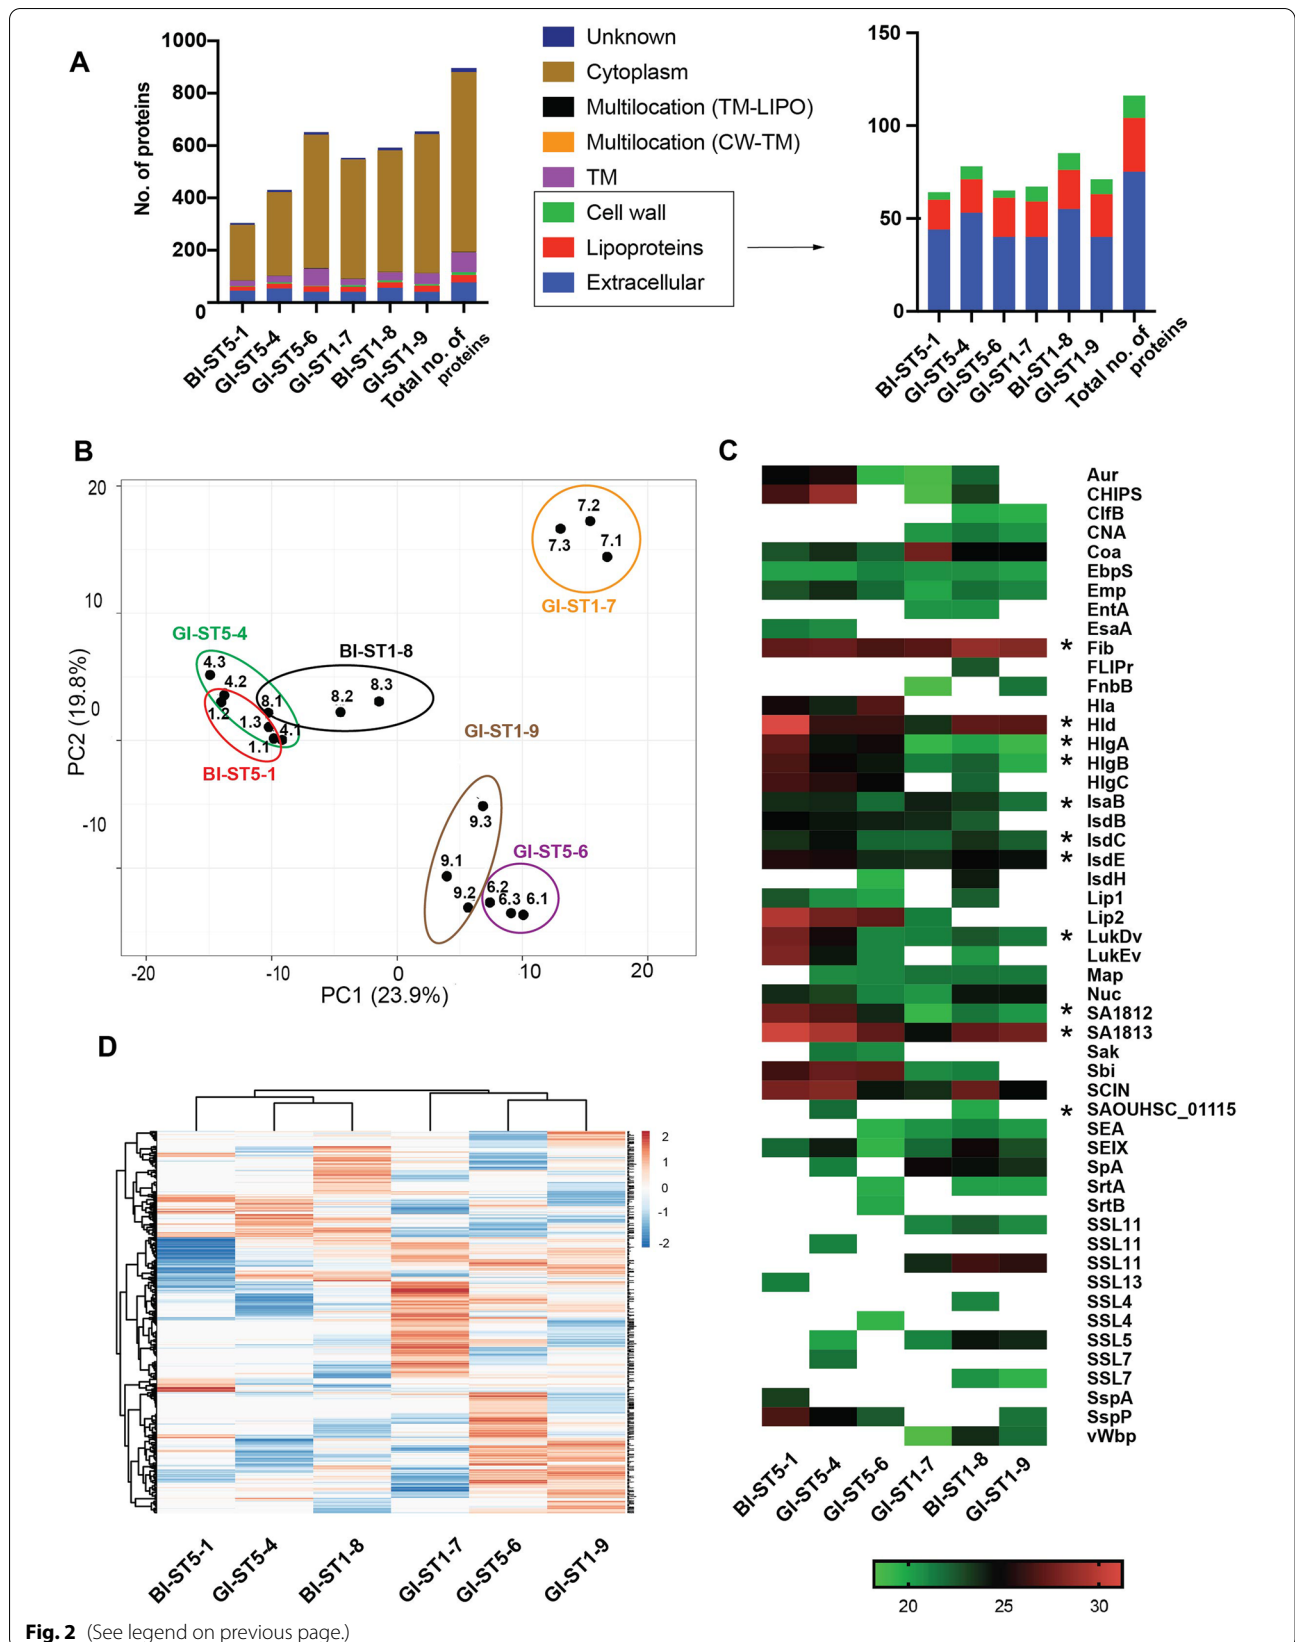 A
No. of proteins
1000
800
600
400
200
0
BI-ST5-1
GI-ST5-4
GI-ST5-6
GI-ST1-7
BI-ST1-8
GI-ST1-9
Total no. of
proteins
Unknown
Cytoplasm
Multilocation (TM-LIPO)
Multilocation (CW-TM)
TM
Cell wall
Lipoproteins
Extracellular
150
100
50
0
BI-ST5-1
GI-ST5-4
GI-ST5-6
GI-ST1-7
BI-ST1-8
GI-ST1-9
Total no. of
proteins
B
PC2 (19.8%)
20
10
0
-10
7.2
7.3
7.1
GI-ST1-7
GI-ST5-4
BI-ST1-8
4.3
4.2
8.3
8.2
8.1
1.2
1.3
4.1
1.1
BI-ST5-1
GI-ST1-9
9.3
GI-ST5-6
9.1
9.2
6.2
6.3
6.1
-20
-10
0
10
20
PC1 (23.9%)
C
Aur
CHIPS
ClfB
CNA
Coa
EbpS
Emp
EntA
EsaA
* Fib
FLIPr
FnbB
Hla
* Hld
* HlgA
* HlgB
HlgC
* IsaB
IsdB
* IsdC
* IsdE
IsdH
Lip1
Lip2
* LukDv
LukEv
Map
Nuc
* SA1812
* SA1813
Sak
Sbi
SCIN
* SAOUHSC_01115
SEA
SElX
SpA
SrtA
SrtB
SSL11
SSL11
SSL11
SSL13
SSL4
SSL4
SSL5
SSL7
SSL7
SspA
SspP
vWbp
BI-ST5-1
GI-ST5-4
GI-ST5-6
GI-ST1-7
BI-ST1-8
GI-ST1-9
20
25
30
D
2
1
0
-1
-2
BI-ST5-1
GI-ST5-4
BI-ST1-8
GI-ST1-7
GI-ST5-6
GI-ST1-9
Fig. 2 (See legend on previous page.)